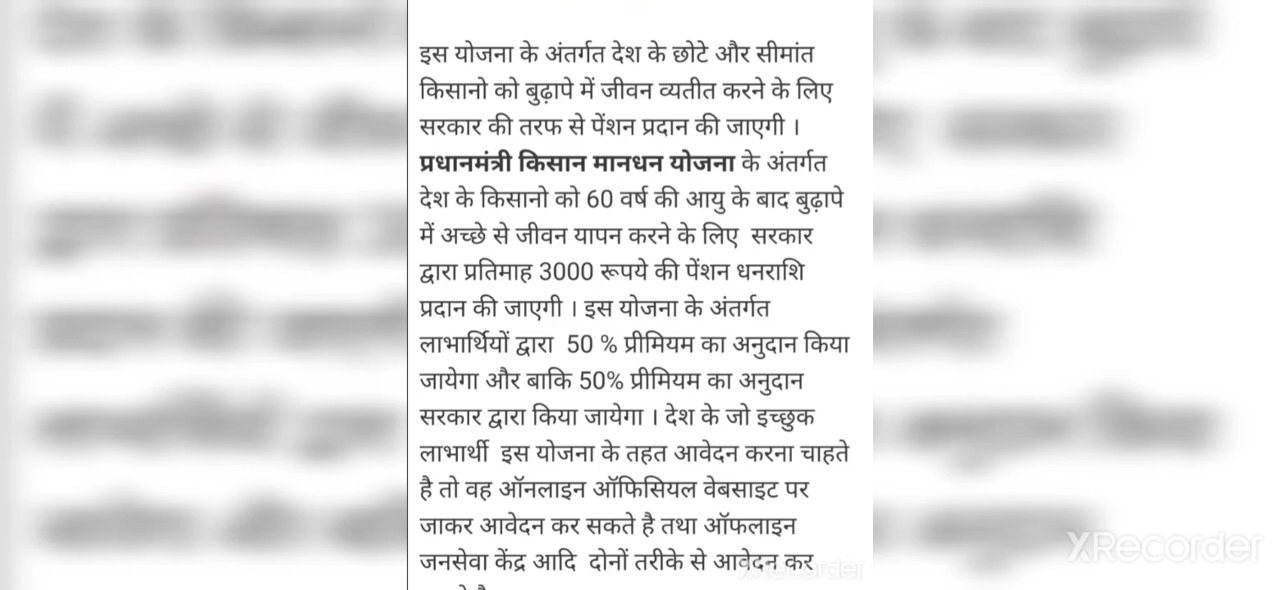 इस योजना के अंतर्गत देश के छोटे और सीमांत
किसानो को बुढ़ापे में जीवन व्यतीत करने के लिए
सरकार की तरफ से पेंशन प्रदान की जाएगी ।
प्रधानमंत्री किसान मानधन योजना के अंतर्गत
देश के किसानो को 60 वर्ष की आयु के बाद बुढ़ापे
में अच्छे से जीवन यापन करने के लिए सरकार
द्वारा प्रतिमाह 3000 रूपये की पेंशन धनराशि
प्रदान की जाएगी । इस योजना के अंतर्गत
लाभार्थियों द्वारा 50 % प्रीमियम का अनुदान किया
जायेगा और बाकि 50% प्रीमियम का अनुदान
सरकार द्वारा किया जायेगा । देश के जो इच्छुक
लाभार्थी इस योजना के तहत आवेदन करना चाहते
है तो वह ऑनलाइन ऑफिसियल वेबसाइट पर
जाकर आवेदन कर सकते है तथा ऑफलाइन
जनसेवा केंद्र आदि दोनों तरीके से आवेदन कर
XRecorder
XRecorder